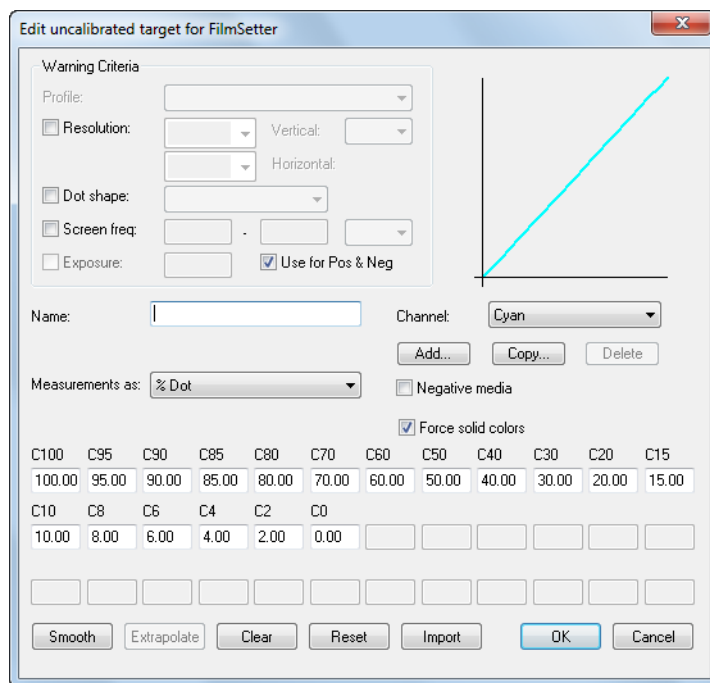 Edit uncalibrated target for FilmSetter
Warning Criteria
Profile:
Resolution: Vertical:
Horizontal:
Dot shape:
Screen freq: -
Exposure: Use for Pos & Neg
Name: Channel: Cyan
Add... Copy... Delete
Measurements as: % Dot Negative media
Force solid colors
C100 C95 C90 C85 C80 C70 C60 C50 C40 C30 C20 C15
100.00 95.00 90.00 85.00 80.00 70.00 60.00 50.00 40.00 30.00 20.00 15.00
C10 C8 C6 C4 C2 C0
10.00 8.00 6.00 4.00 2.00 0.00
Smooth Extrapolate Clear Reset Import OK Cancel